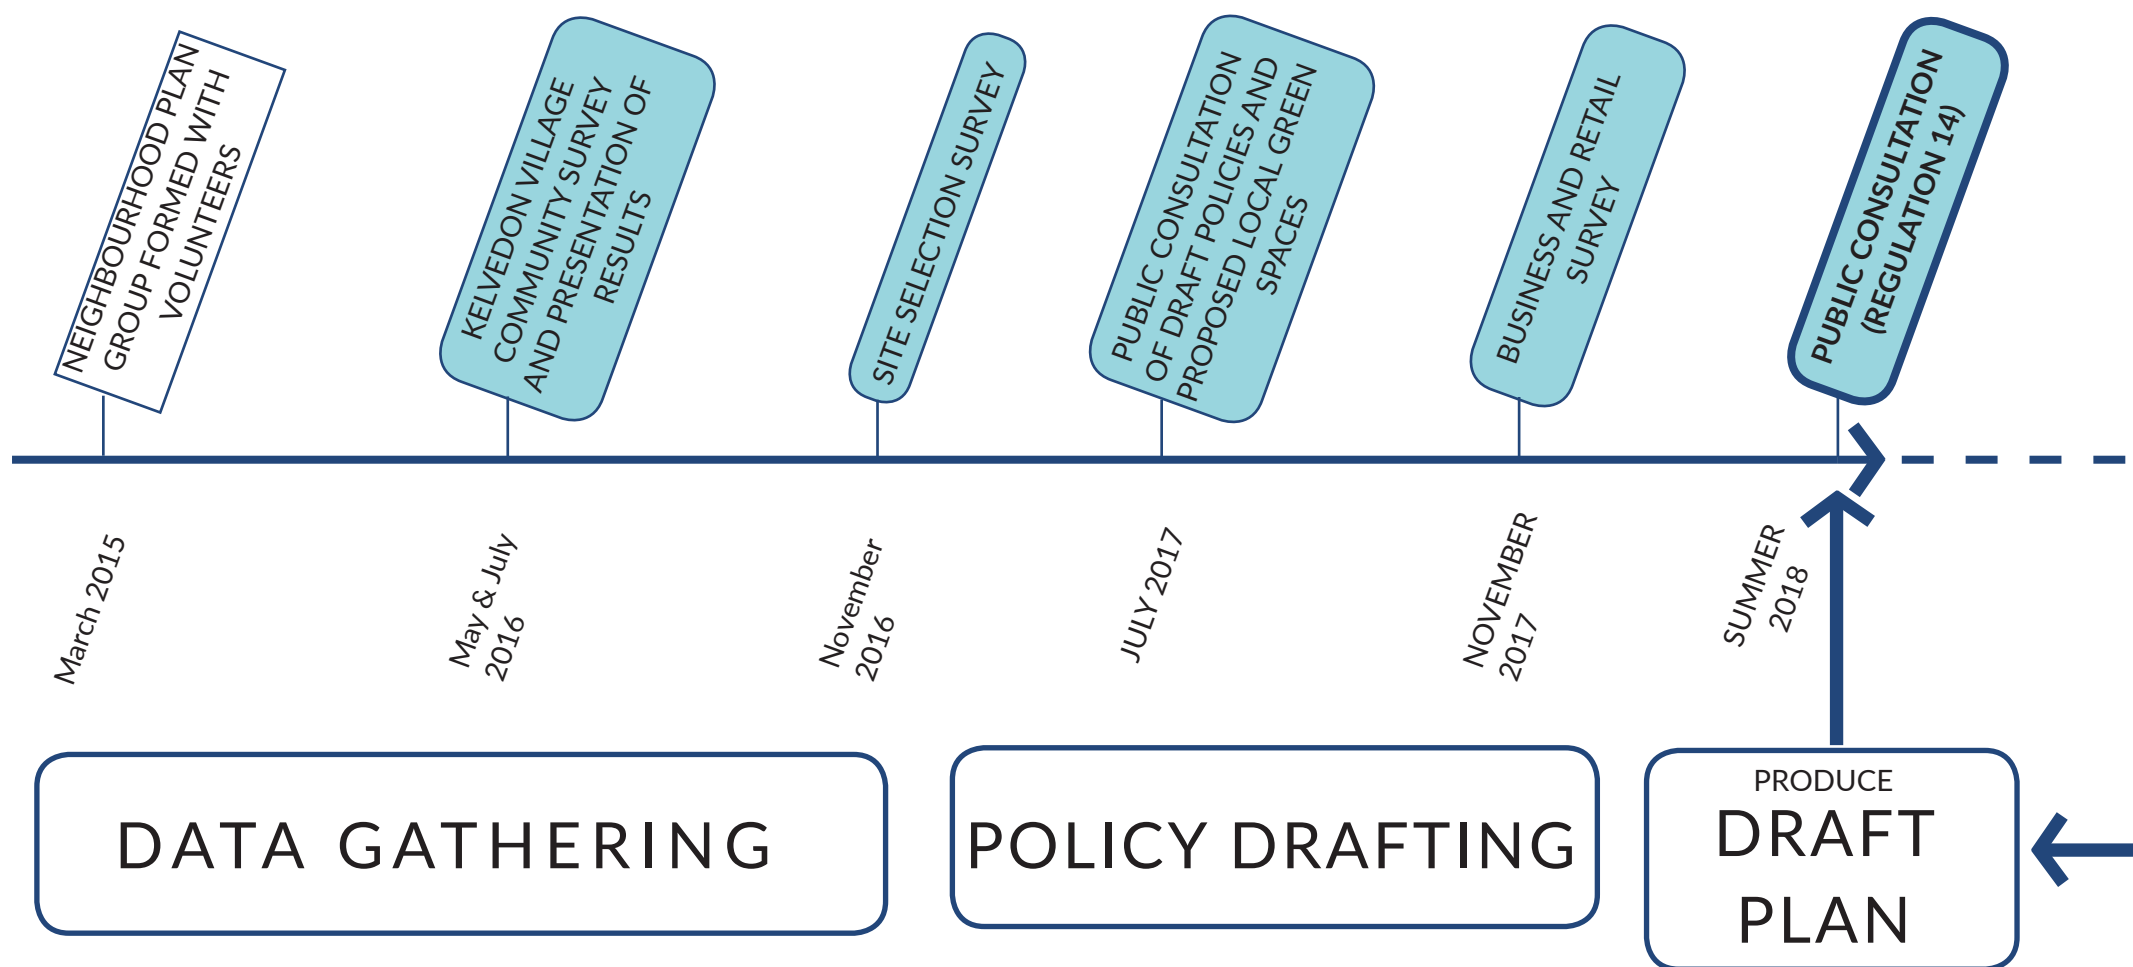 NEIGHBOURHOOD PLAN
GROUP FORMED WITH
VOLUNTEERS
KELVEDON VILLAGE
COMMUNITY SURVEY
AND PRESENTATION OF
RESULTS
SITE SELECTION SURVEY
PUBLIC CONSULTATION
OF DRAFT POLICIES AND
PROPOSED LOCAL GREEN
SPACES
BUSINESS AND RETAIL
SURVEY
PUBLIC CONSULTATION
(REGULATION 14)
March 2015
May & July
2016
November
2016
JULY 2017
NOVEMBER
2017
SUMMER
2018
DATA GATHERING
POLICY DRAFTING
PRODUCE
DRAFT
PLAN